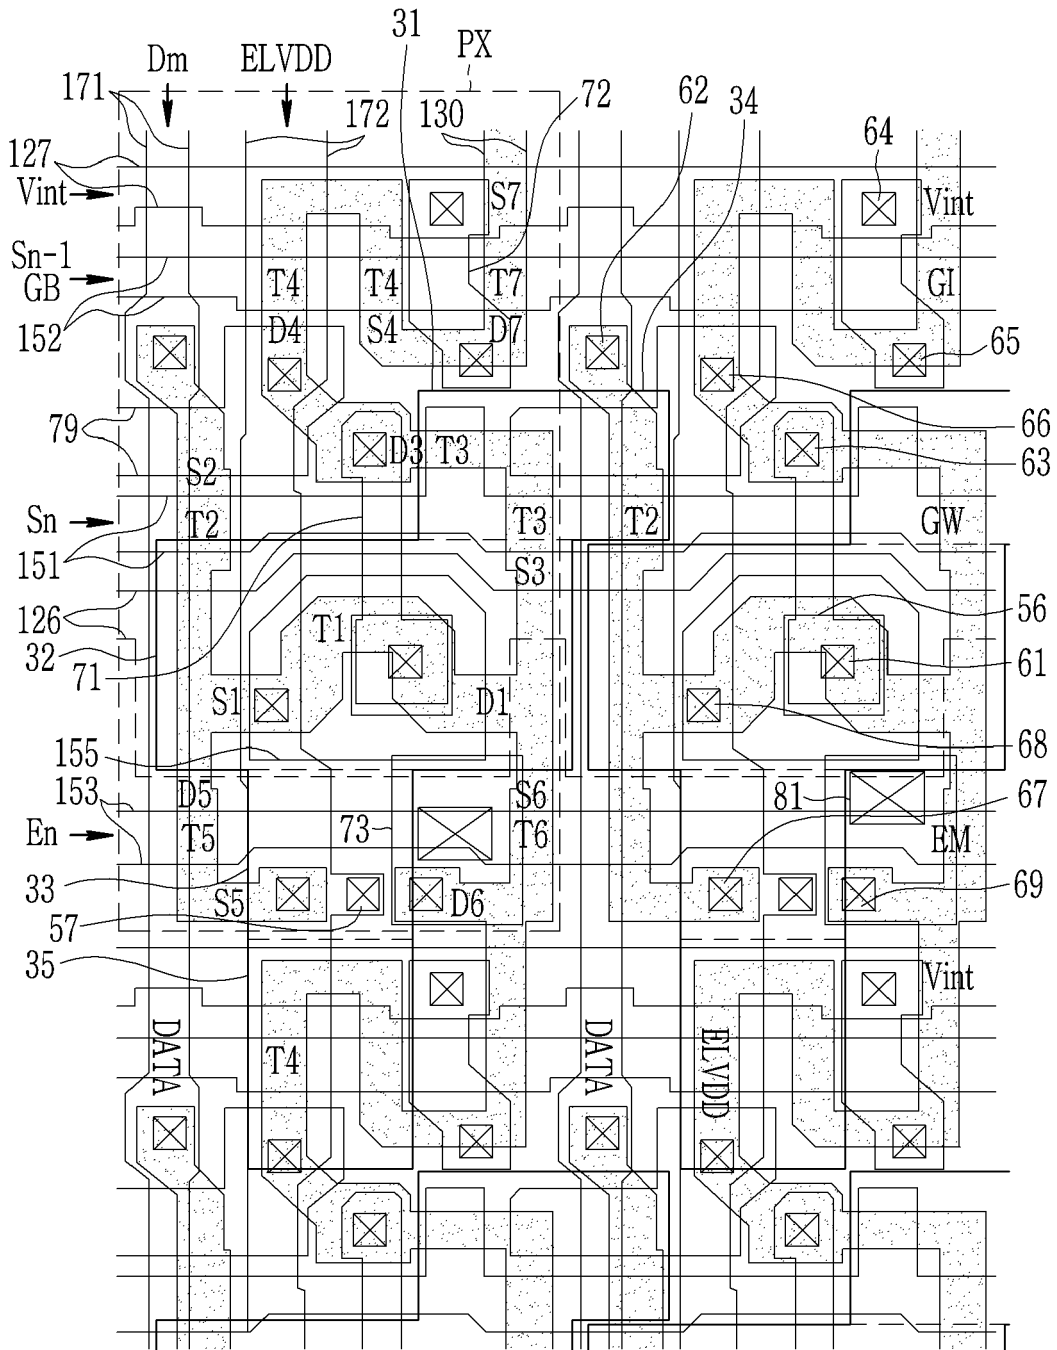 31
PX
Dm
ELVDD
171
172
130
72
62
34
64
127
Vint
S7
Vint
Sn-1
GB
T4
T4
T7
GI
152
D4
S4
D7
65
79
66
D3
T3
63
S2
Sn
T2
T3
T2
GW
151
S3
126
T1
56
32
71
61
S1
D1
68
155
153
D5
S6
81
67
En
T5
73
T6
EM
33
S5
D6
69
57
35
Vint
DATA
T4
DATA
ELVDD